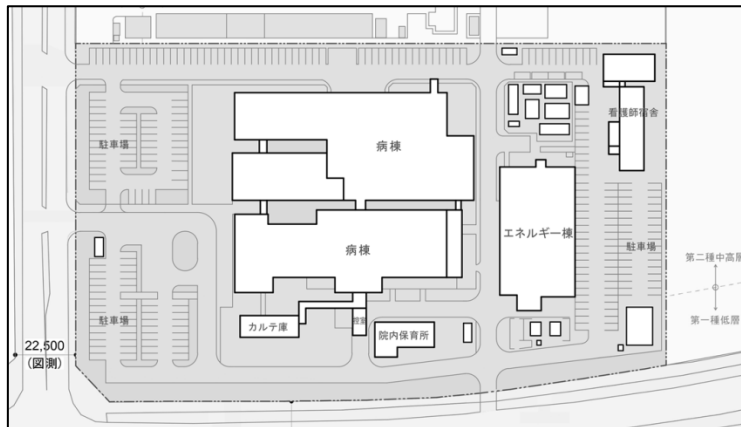 看護師宿舎
駐車場
病棟
病棟
エネルギー棟
駐車場
第二種中高層
第一種低層
駐車場
カルテ庫
院内保育所
22,500
(図測)